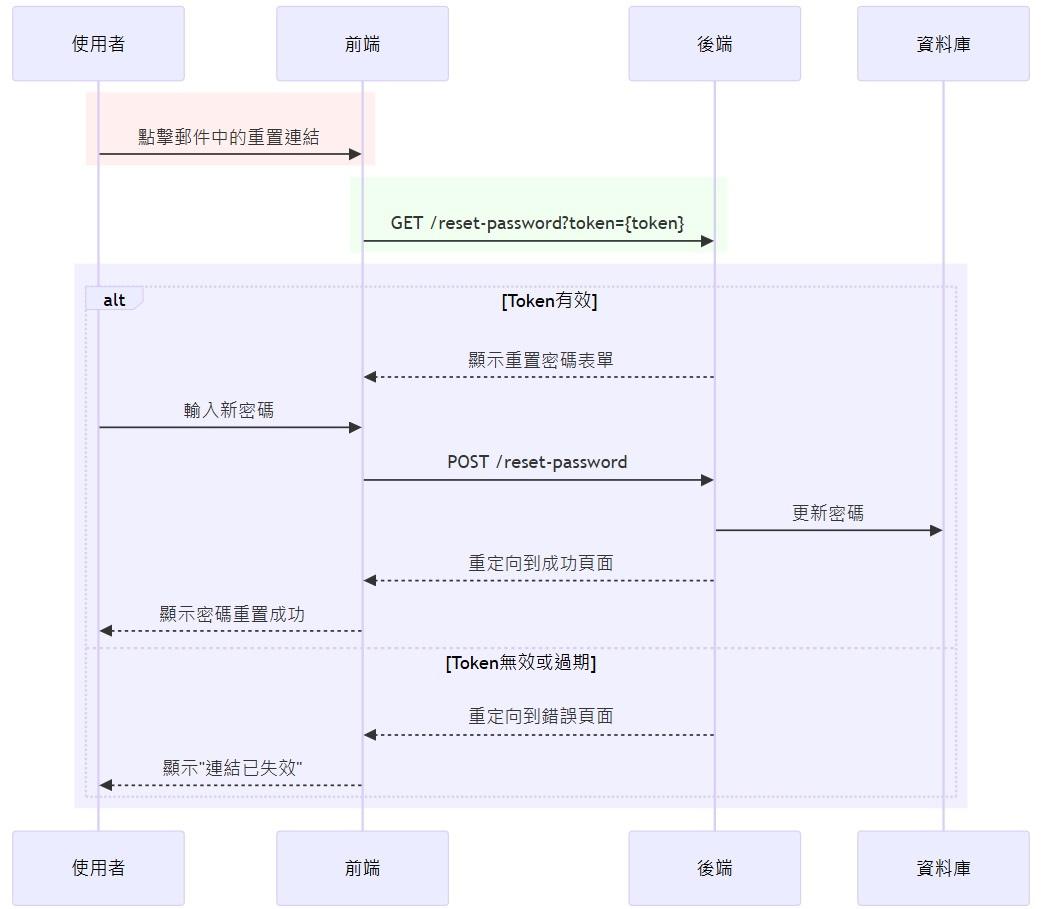 使用者
前端
後端
資料庫
點擊郵件中的重置連結
GET /reset-password?token={token}
alt
[Token有效]
顯示重置密碼表單
輸入新密碼
POST /reset-password
更新密碼
重定向到成功頁面
顯示密碼重置成功
[Token無效或過期]
重定向到錯誤頁面
顯示"連結已失效"
使用者
前端
後端
資料庫